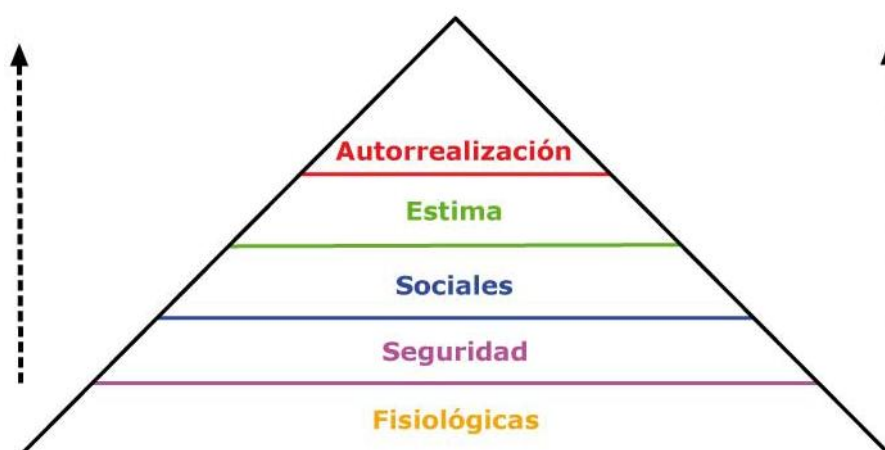 Autorrealización
Estima
Sociales
Seguridad
Fisiológicas